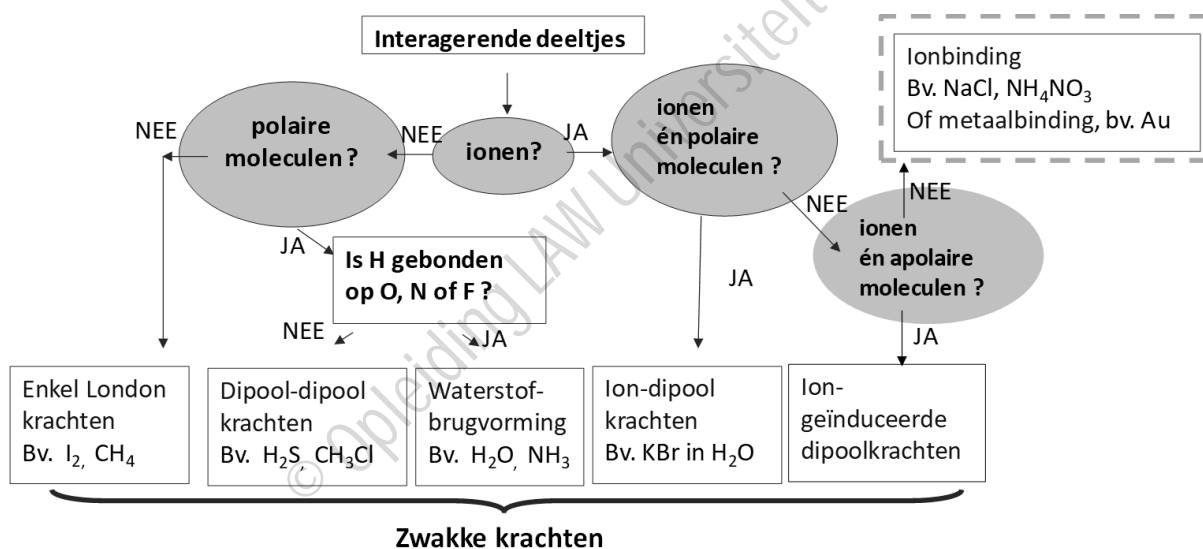 Interagerende deeltjes
Ionbinding
Bv. NaCl, NH₄NO₃
Of metaalbinding, bv. Au
NEE
polaire
moleculen ?
NEE
ionen?
JA
ionen
én polaire
moleculen ?
NEE
NEE
ionen
én apolaire
moleculen ?
JA
Is H gebonden
op O, N of F ?
JA
NEE
JA
JA
Enkel London
krachten
Bv. I₂, CH₄
Dipool-dipool
krachten
Bv. H₂S, CH₃Cl
Waterstof-
brugvorming
Bv. H₂O, NH₃
Ion-dipool
krachten
Bv. KBr in H₂O
Ion-
geïnduceerde
dipoolkrachten
Zwakke krachten
© Opleiding LAW Universiteit